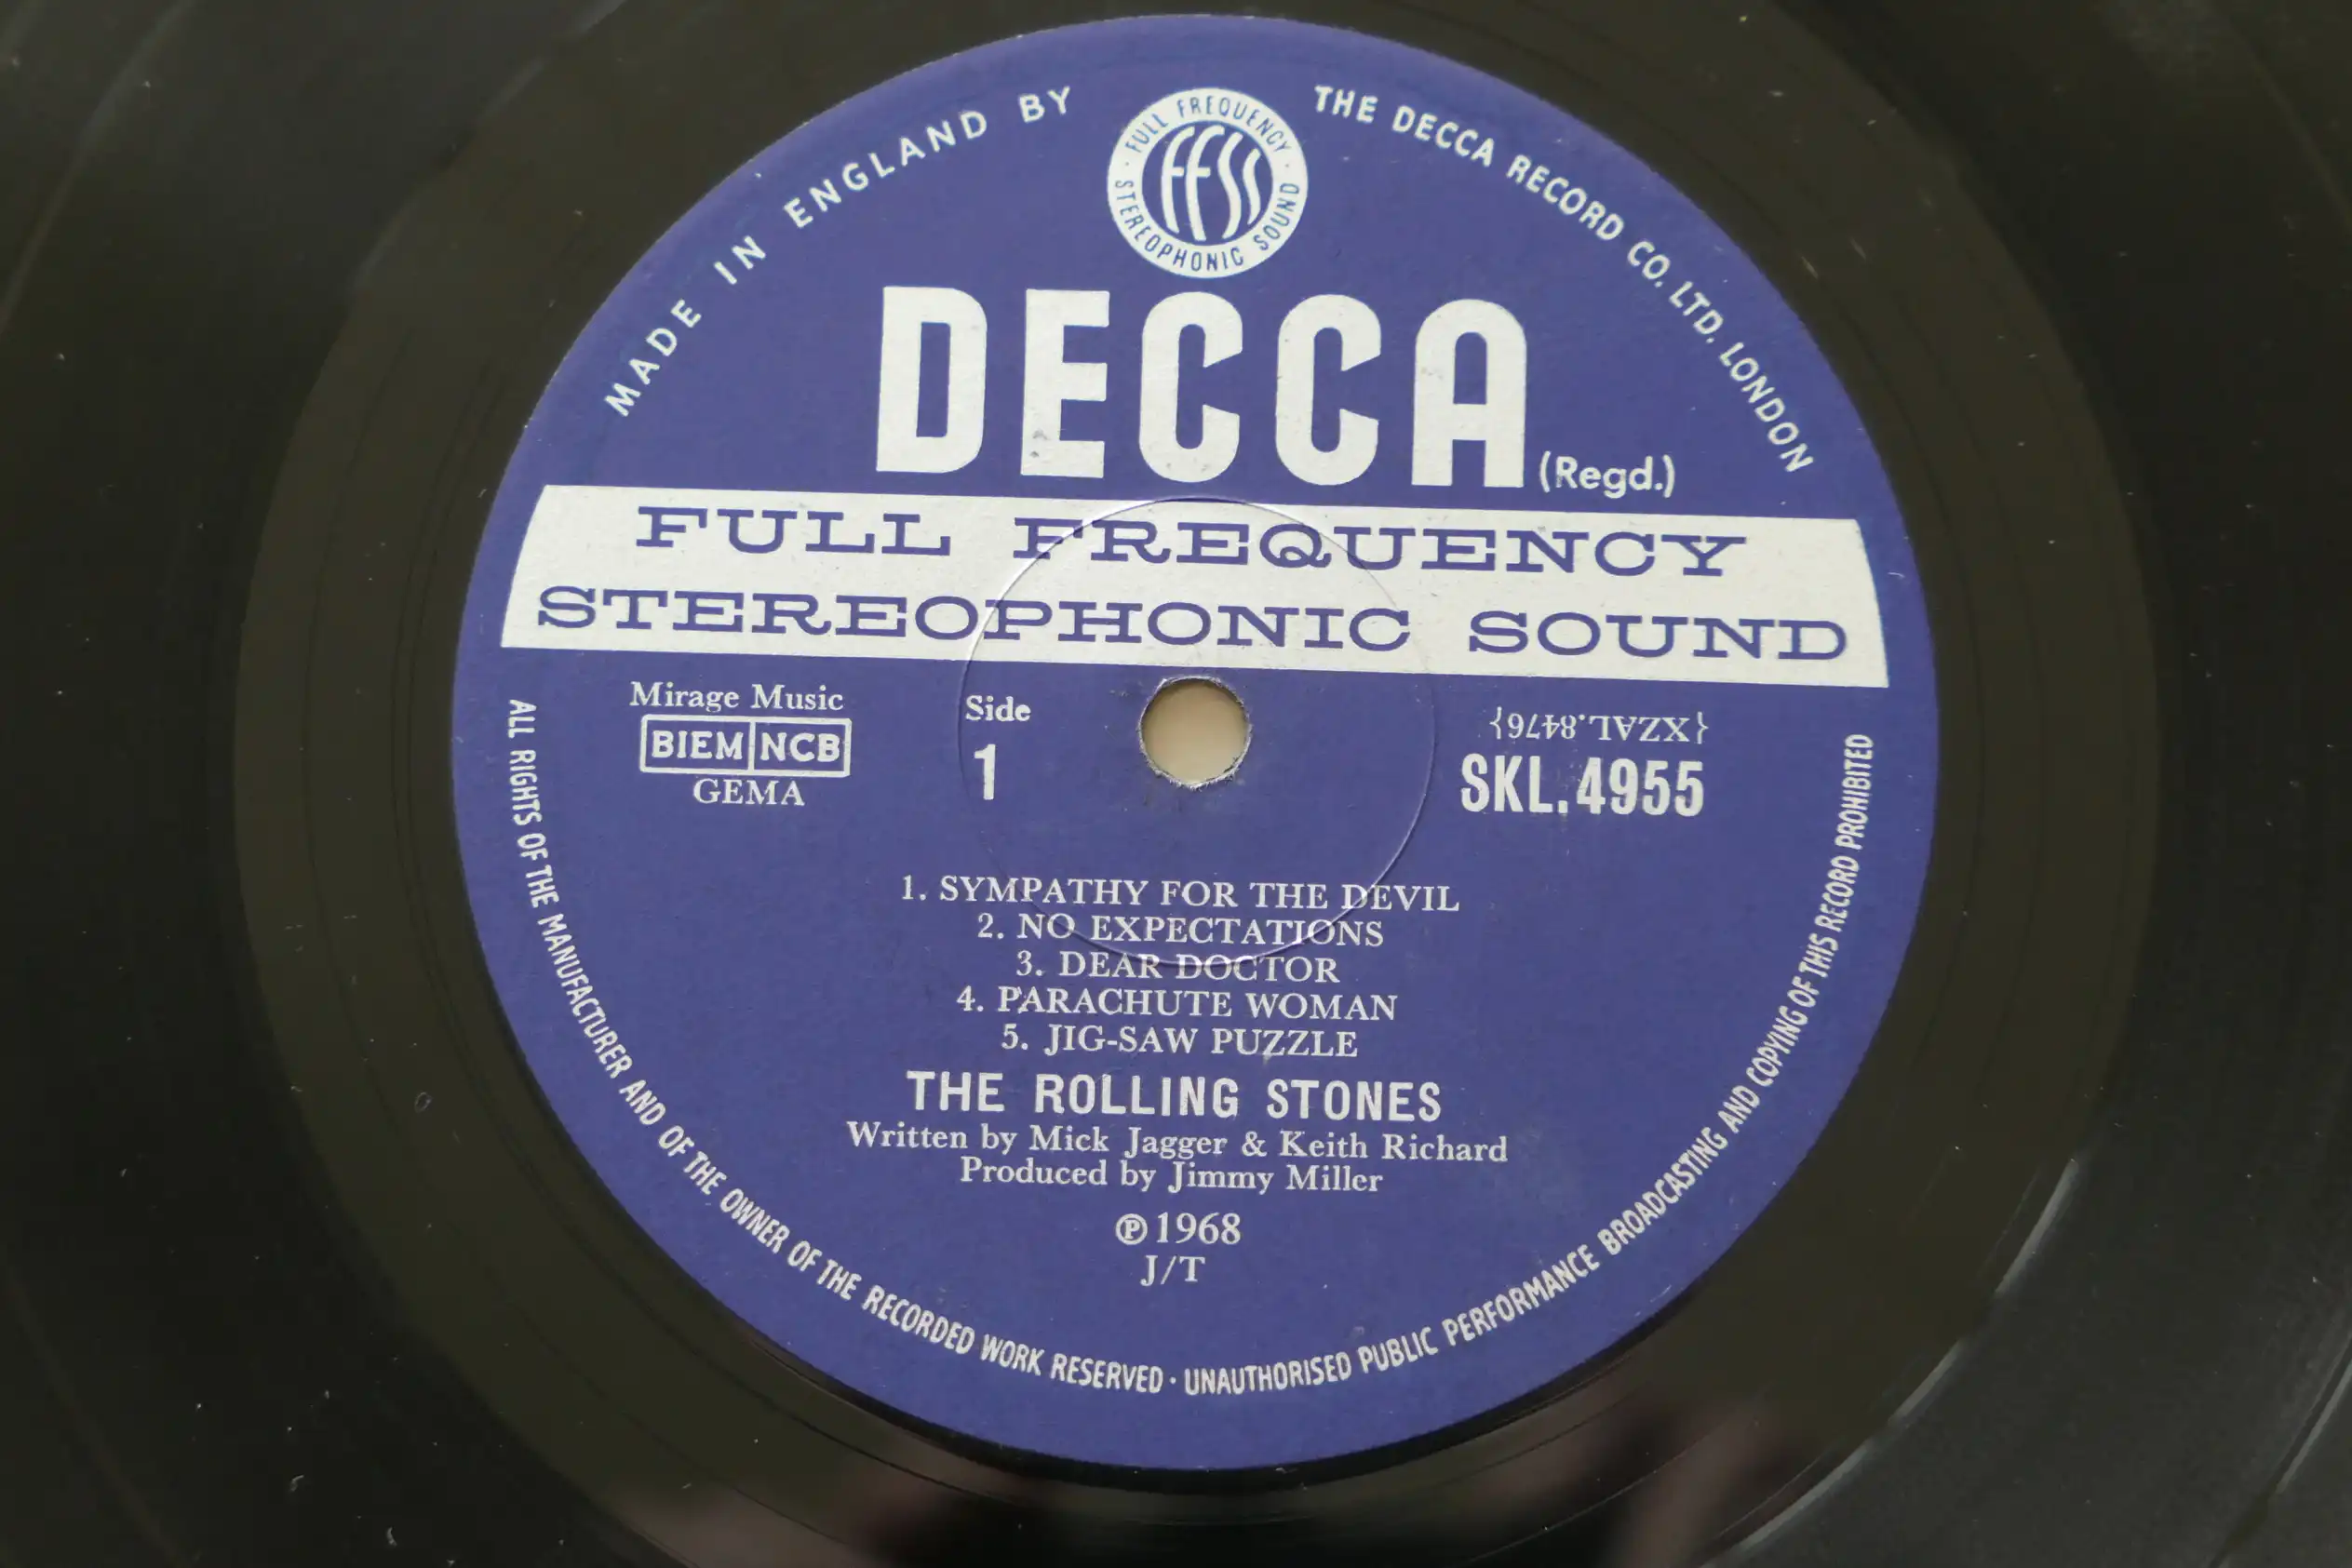 MADE IN ENGLAND BY THE DECCA RECORD CO. LTD. LONDON
FULL FREQUENCY
FFSS
STEREOPHONIC SOUND
DECCA (Regd.)
FULL FREQUENCY
STEREOPHONIC SOUND
Mirage Music
BIEM NCB
GEMA
Side
1
{XZAL.8476}
SKL.4955
1. SYMPATHY FOR THE DEVIL
2. NO EXPECTATIONS
3. DEAR DOCTOR
4. PARACHUTE WOMAN
5. JIG-SAW PUZZLE
THE ROLLING STONES
Written by Mick Jagger & Keith Richard
Produced by Jimmy Miller
℗ 1968
J/T
ALL RIGHTS OF THE MANUFACTURER AND OF THE OWNER OF THE RECORDED WORK RESERVED · UNAUTHORISED PUBLIC PERFORMANCE BROADCASTING AND COPYING OF THIS RECORD PROHIBITED